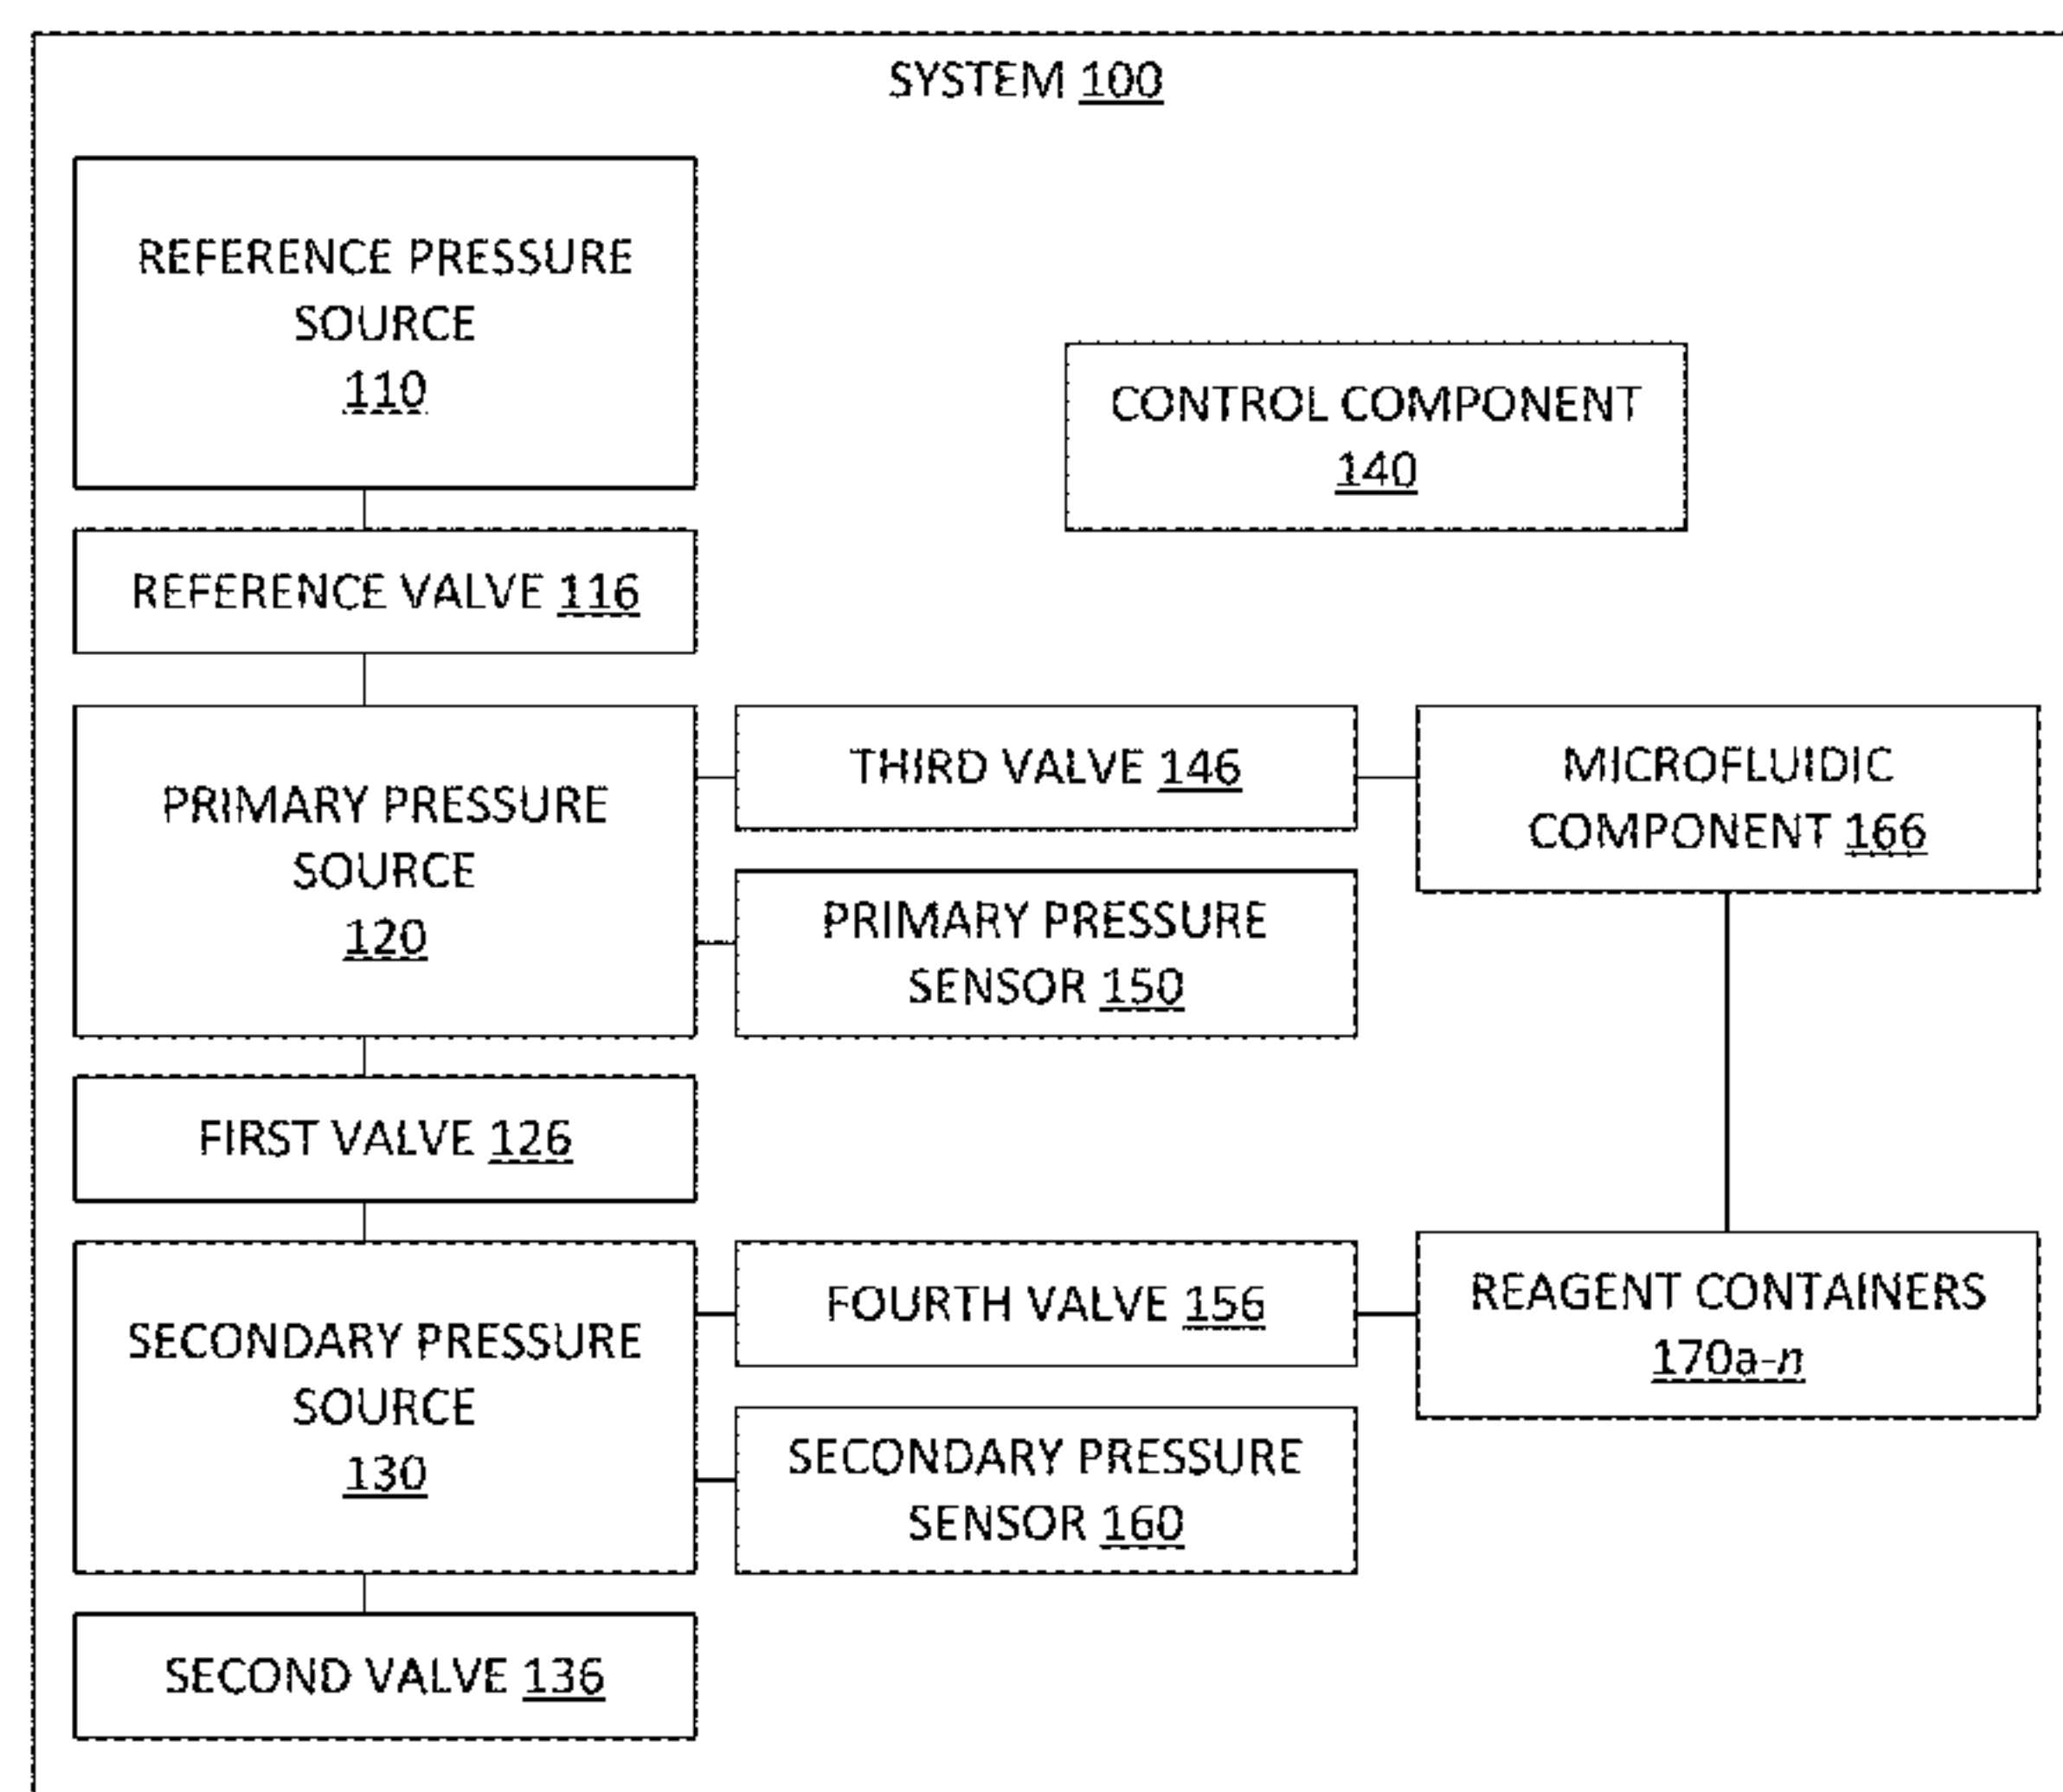 SYSTEM 100
REFERENCE PRESSURE
SOURCE
110
CONTROL COMPONENT
140
REFERENCE VALVE 116
PRIMARY PRESSURE
SOURCE
120
THIRD VALVE 146
MICROFLUIDIC
COMPONENT 166
PRIMARY PRESSURE
SENSOR 150
FIRST VALVE 126
SECONDARY PRESSURE
SOURCE
130
FOURTH VALVE 156
REAGENT CONTAINERS
170a-n
SECONDARY PRESSURE
SENSOR 160
SECOND VALVE 136